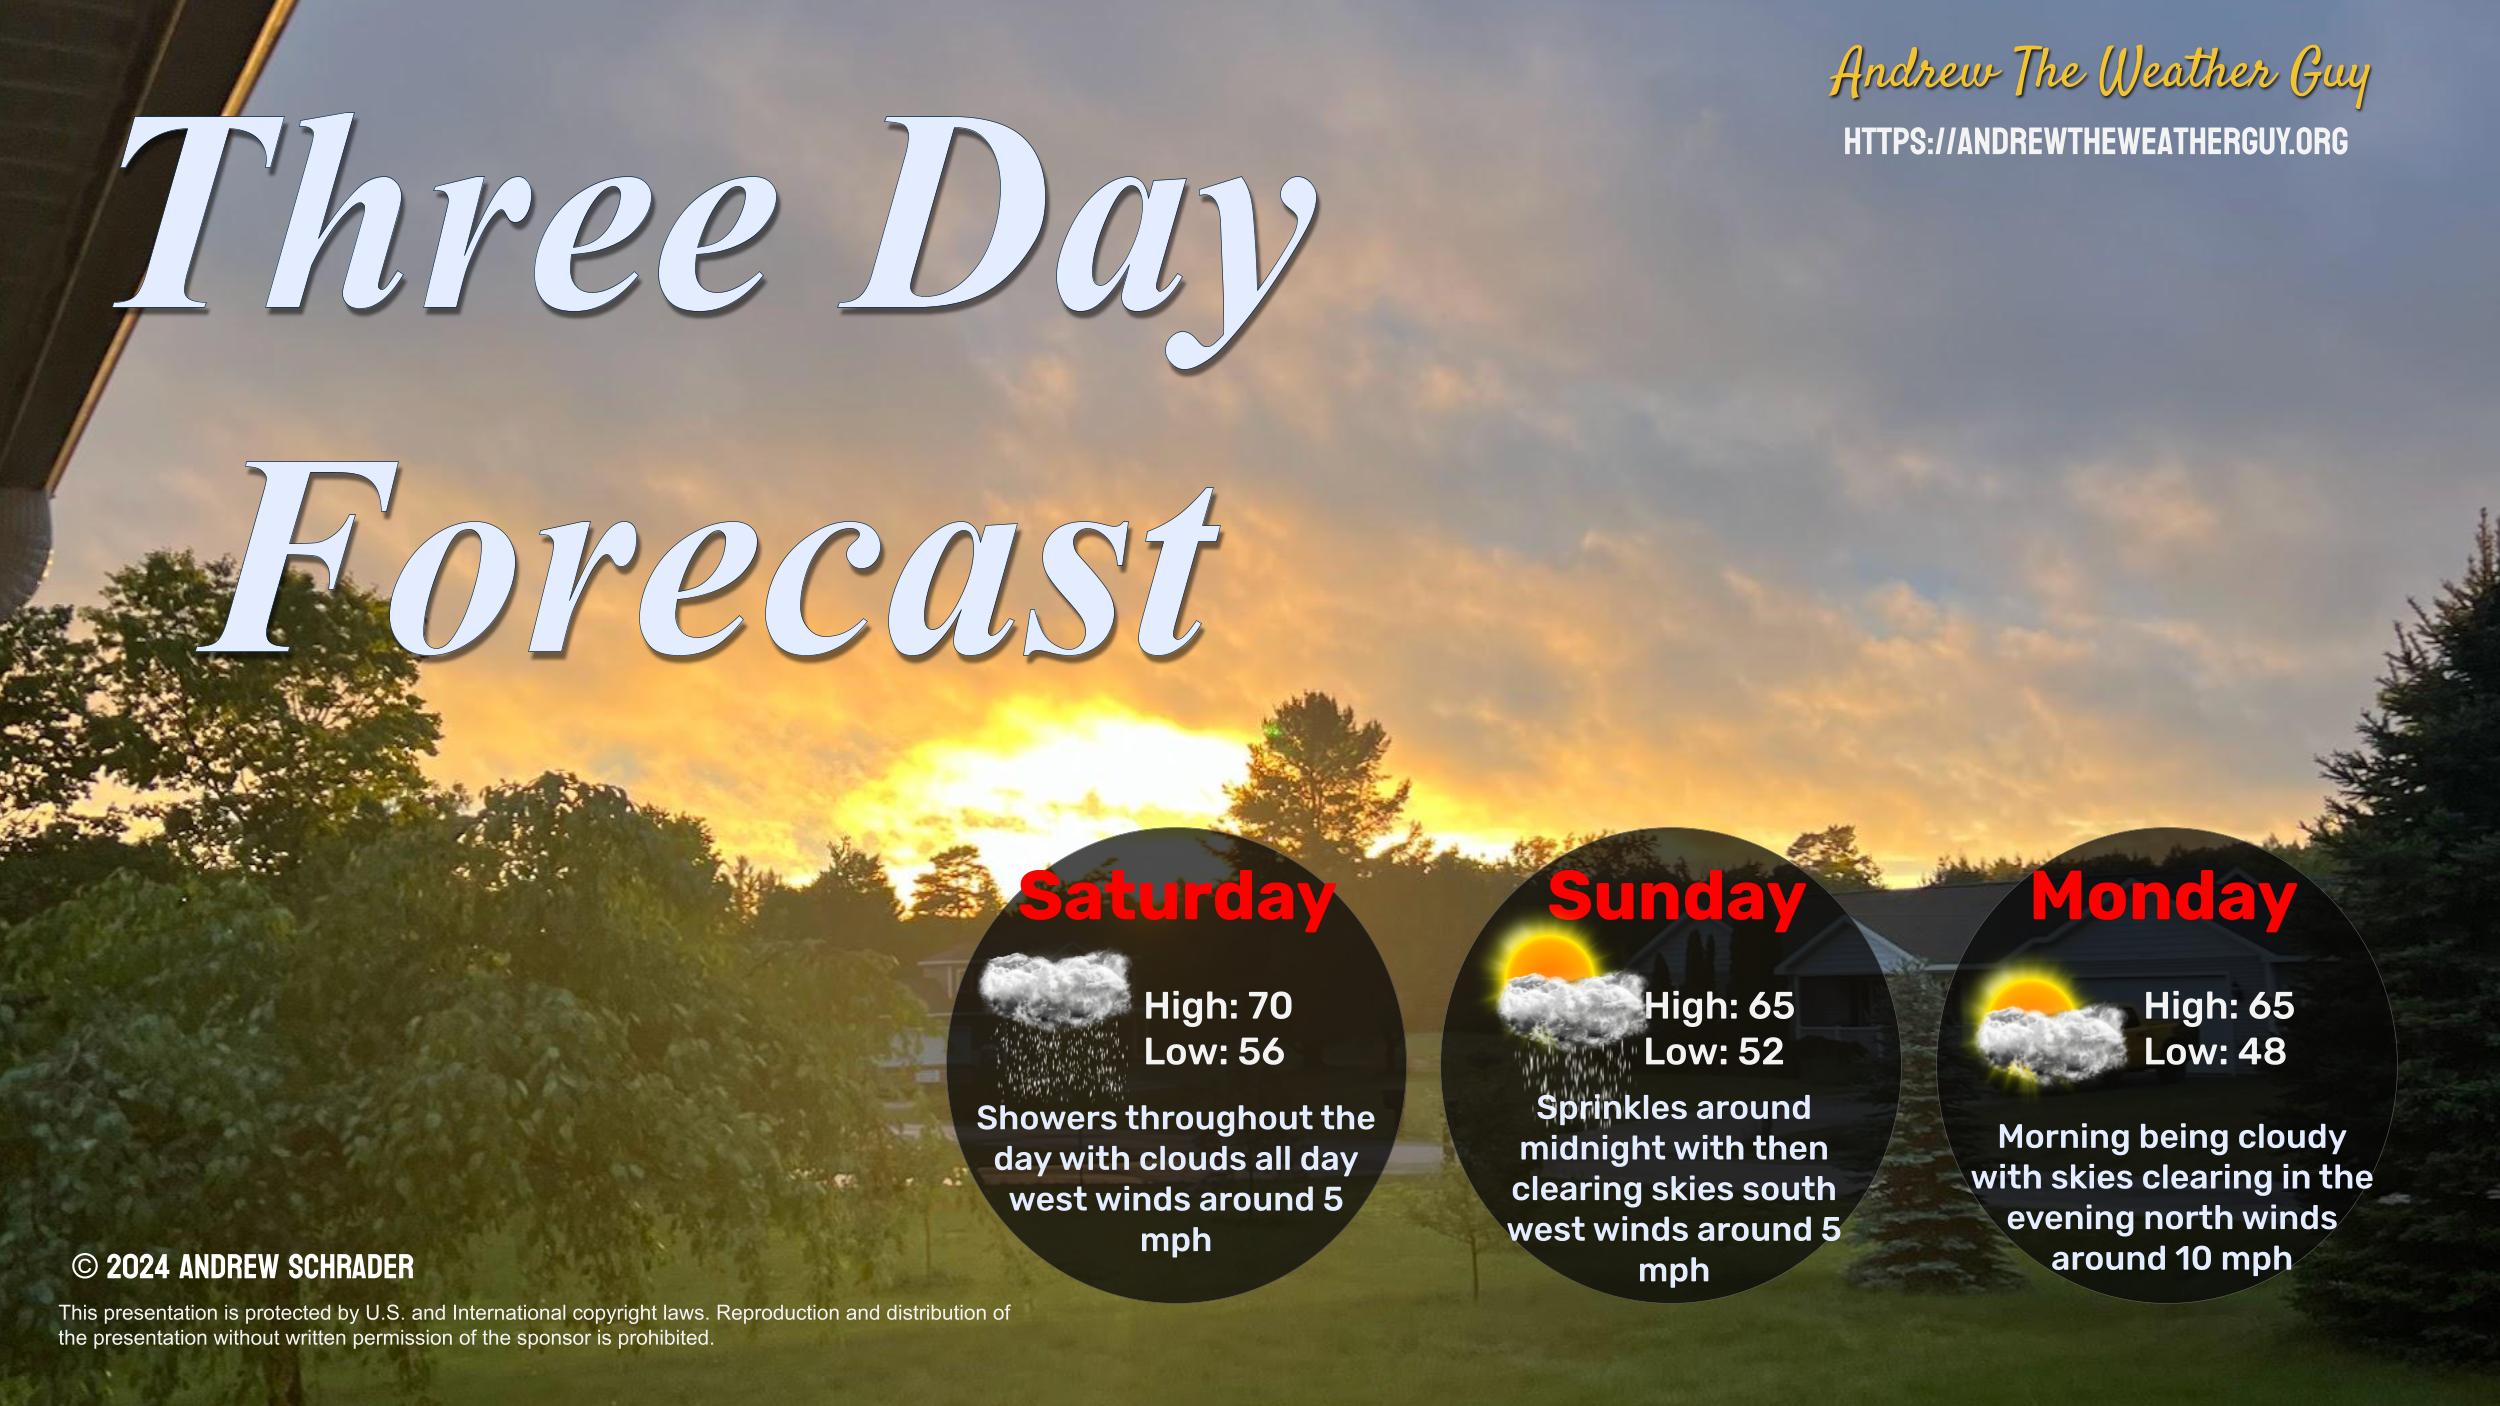 Andrew The Weather Guy
HTTPS://ANDREWTHEWEATHERGUY.ORG
Three Day
Forecast
Saturday
High: 70
Low: 56
Showers throughout the
day with clouds all day
west winds around 5
mph
Sunday
High: 65
Low: 52
Sprinkles around
midnight with then
clearing skies south
west winds around 5
mph
Monday
High: 65
Low: 48
Morning being cloudy
with skies clearing in the
evening north winds
around 10 mph
© 2024 ANDREW SCHRADER
This presentation is protected by U.S. and International copyright laws. Reproduction and distribution of
the presentation without written permission of the sponsor is prohibited.